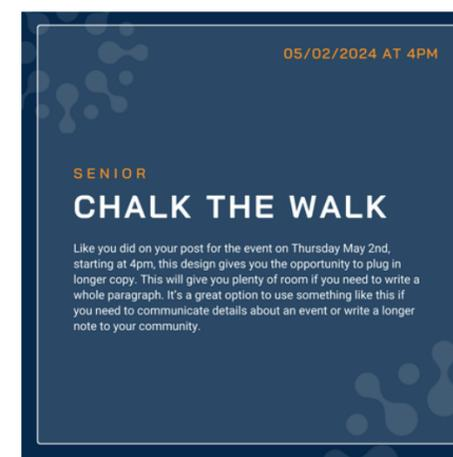 05/02/2024 AT 4PM
SENIOR
CHALK THE WALK
Like you did on your post for the event on Thursday May 2nd,
starting at 4pm, this design gives you the opportunity to plug in
longer copy. This will give you plenty of room if you need to write a
whole paragraph. It's a great option to use something like this if
you need to communicate details about an event or write a longer
note to your community.